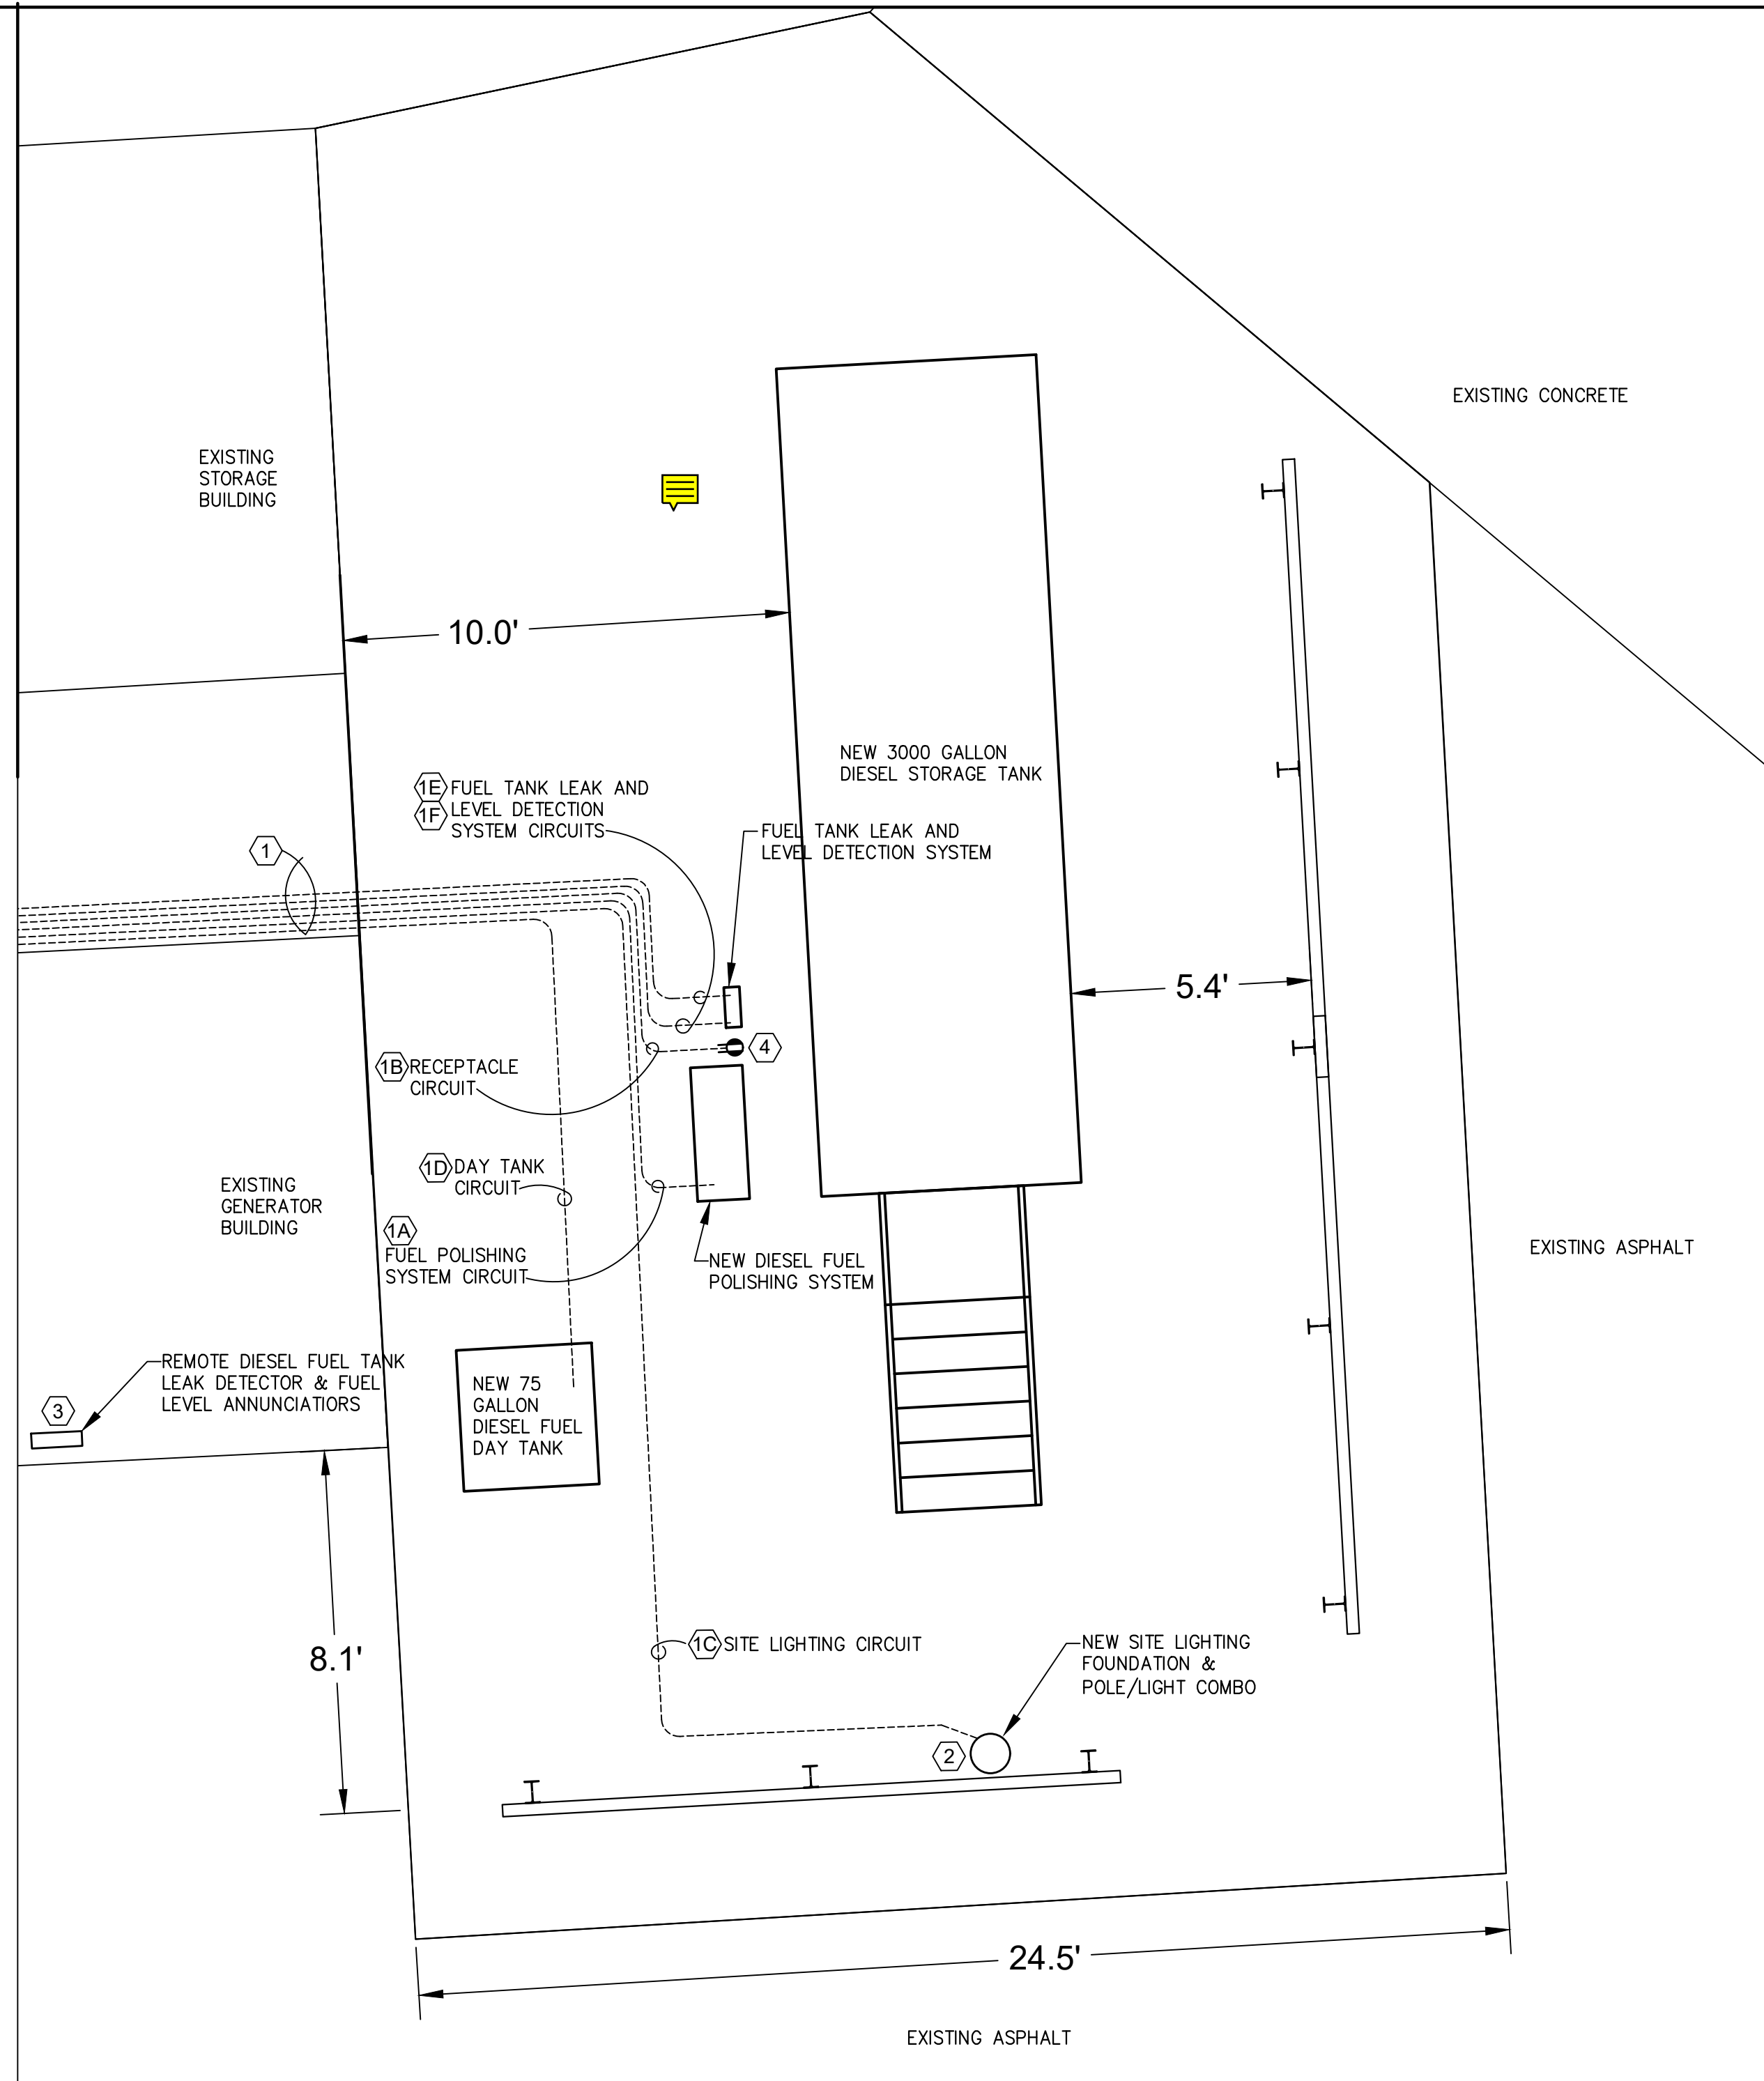 EXISTING CONCRETE
EXISTING
STORAGE
BUILDING
10.0'
NEW 3000 GALLON
DIESEL STORAGE TANK
1E FUEL TANK LEAK AND
1F LEVEL DETECTION
SYSTEM CIRCUITS
FUEL TANK LEAK AND
LEVEL DETECTION SYSTEM
1
5.4'
4
1B RECEPTACLE
CIRCUIT
1D DAY TANK
CIRCUIT
EXISTING
GENERATOR
BUILDING
1A
FUEL POLISHING
SYSTEM CIRCUIT
NEW DIESEL FUEL
POLISHING SYSTEM
EXISTING ASPHALT
REMOTE DIESEL FUEL TANK
LEAK DETECTOR & FUEL
LEVEL ANNUNCIATIORS
3
NEW 75
GALLON
DIESEL FUEL
DAY TANK
8.1'
1C SITE LIGHTING CIRCUIT
NEW SITE LIGHTING
FOUNDATION &
POLE/LIGHT COMBO
2
24.5'
EXISTING ASPHALT